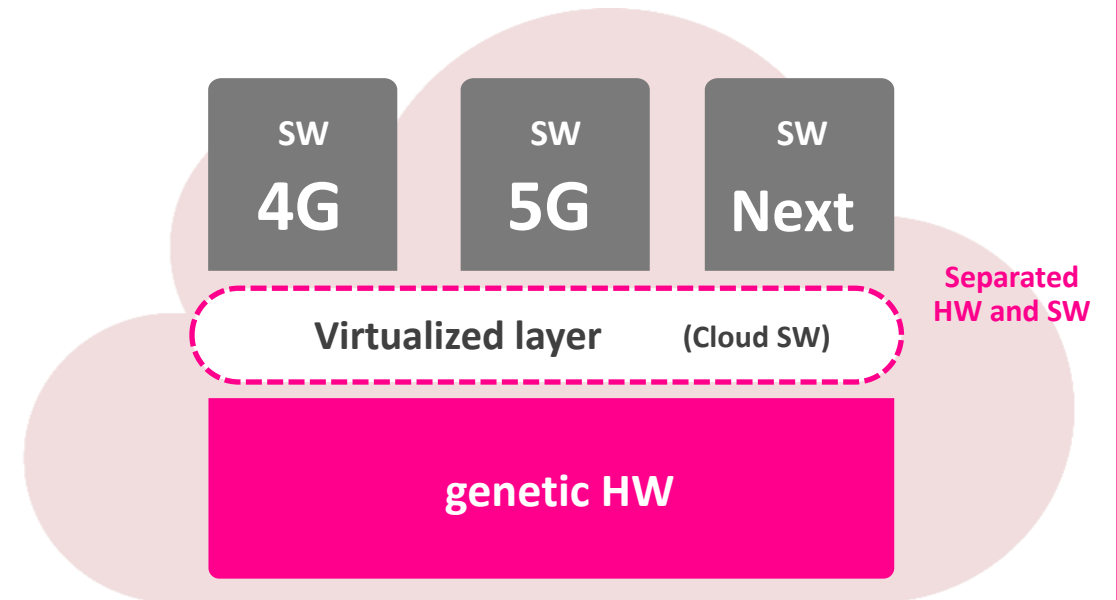 SW
4G
SW
5G
SW
Next
Separated
HW and SW
Virtualized layer (Cloud SW)
genetic HW